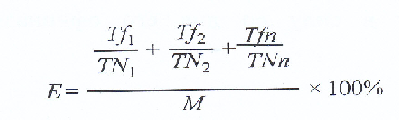 Tf₁ + Tf₂ + Tfn
TN₁ TN₂ TNn
E = × 100%
M